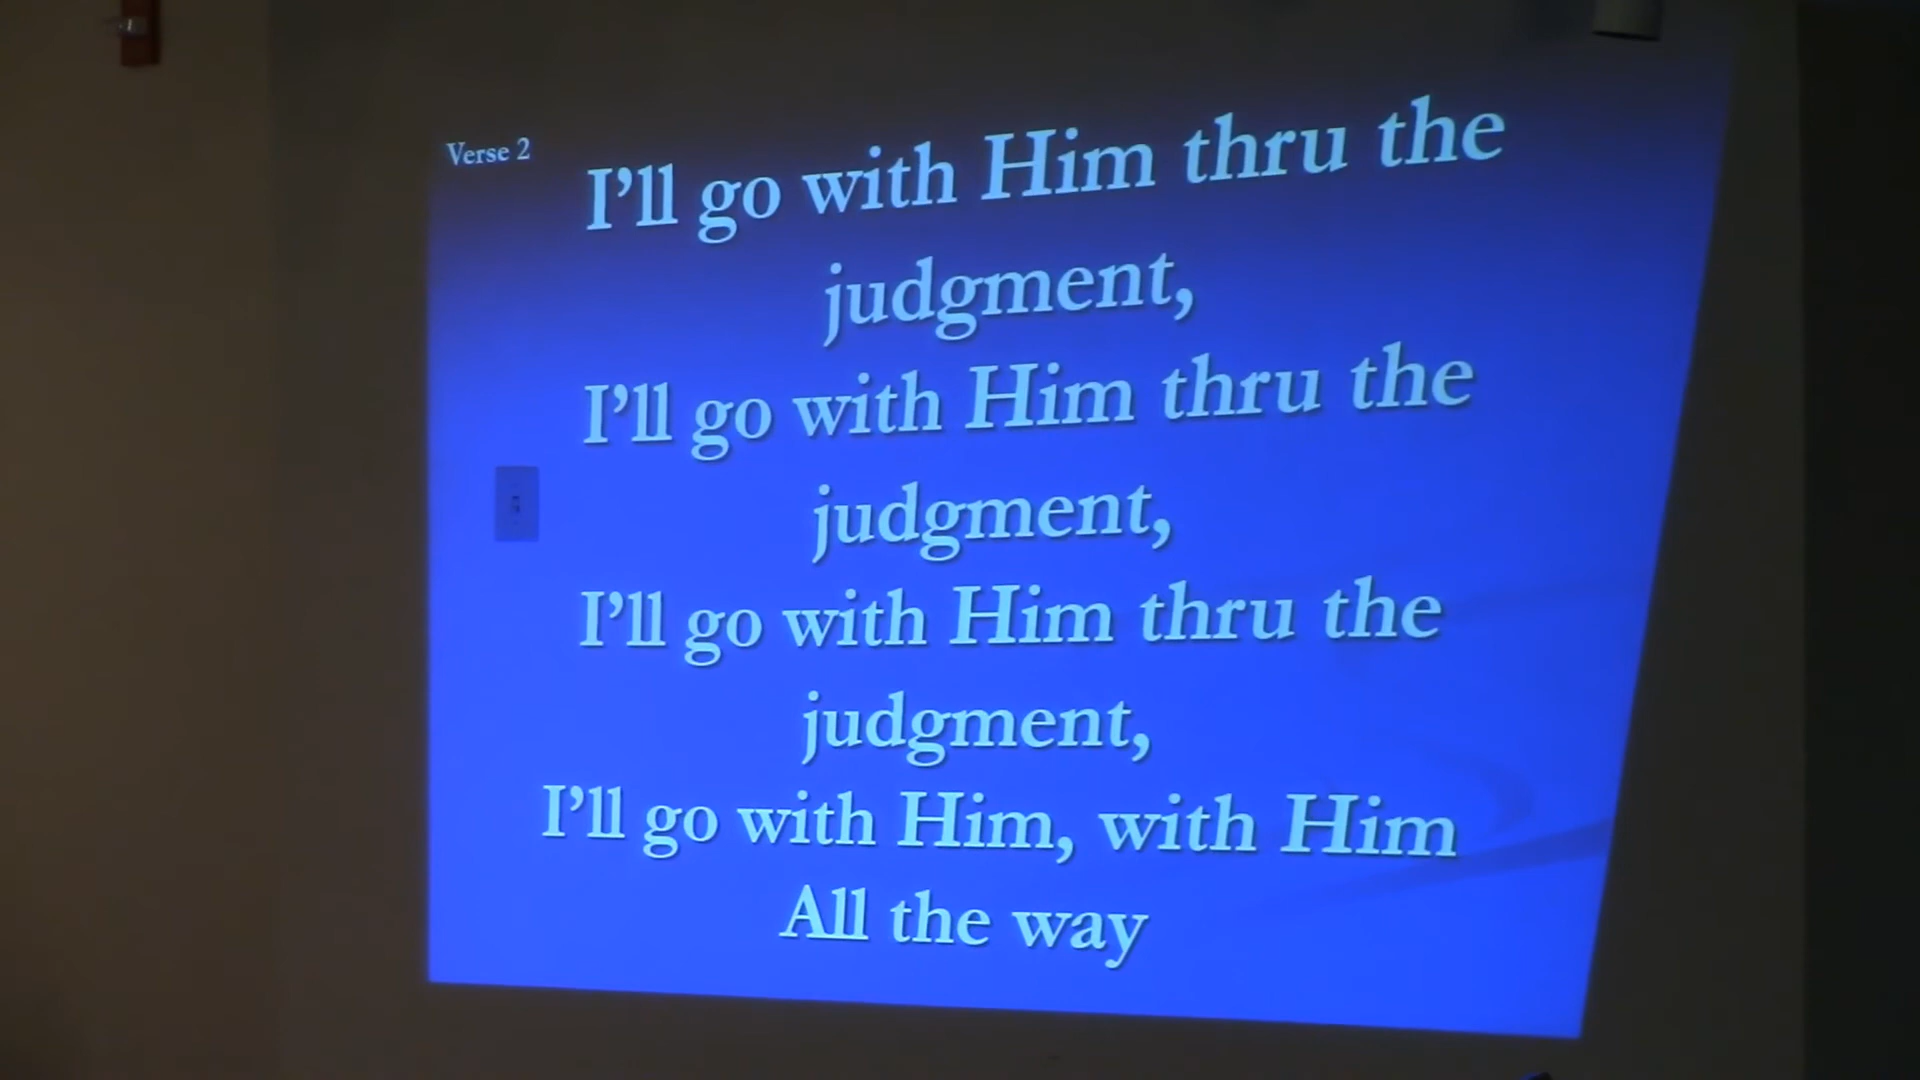 Verse 2
I'll go with Him thru the
judgment,
I'll go with Him thru the
judgment,
I'll go with Him thru the
judgment,
I'll go with Him, with Him
All the way